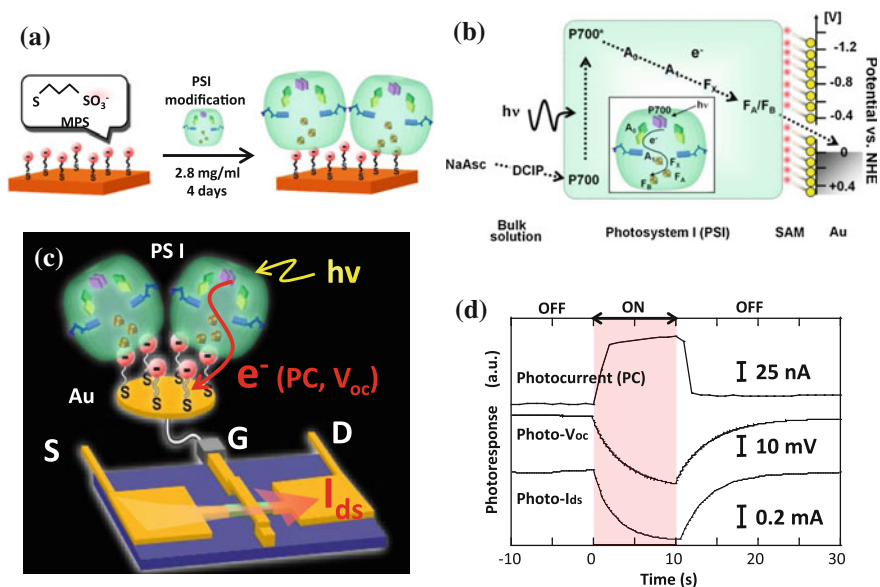 (a)
S
SO3-
MPS
PSI
modification
2.8 mg/ml
4 days
S S S S S S
(b)
[V]
P700*
A0
e-
A1
FX
FA/FB
hν
P700
hν
A0
e-
A1
FX
FB
FA
NaAsc
DCIP
P700
-1.2
-0.8
-0.4
0
+0.4
Potential vs. NHE
Bulk
solution
Photosystem I (PSI)
SAM
Au
(c)
PS I
hν
e- (PC, Voc)
Au
S S S S
S
G
D
Ids
(d)
OFF
ON
OFF
Photoresponse (a.u.)
Photocurrent (PC)
25 nA
Photo-Voc
10 mV
Photo-Ids
0.2 mA
-10 0 10 20 30
Time (s)